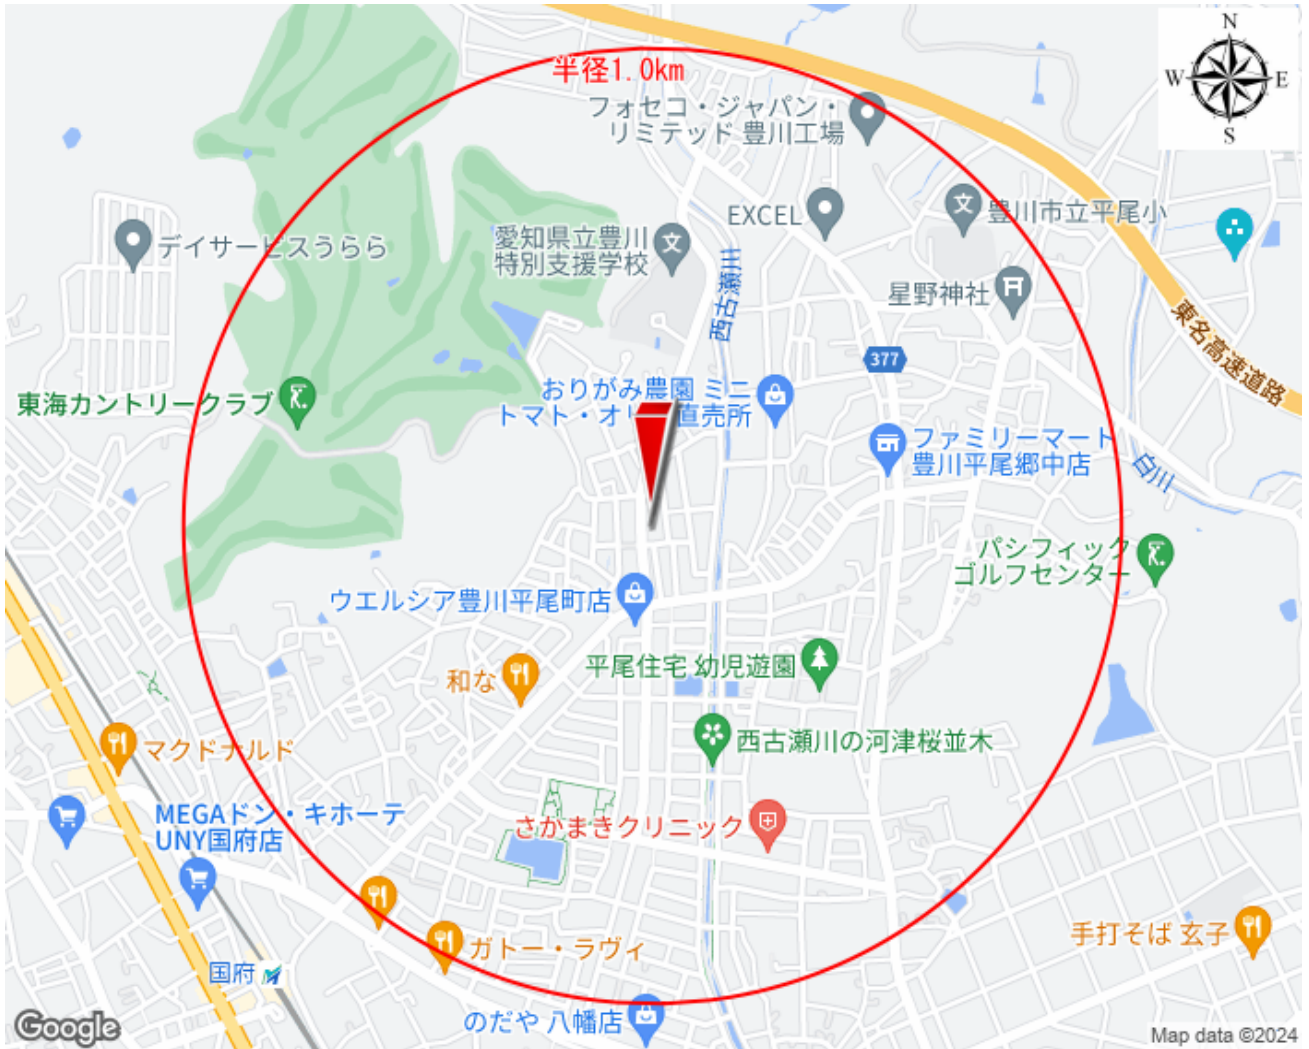 N
W E
S
半径1.0km
フォセコ・ジャパン・
リミテッド 豊川工場
EXCEL
豊川市立平尾小
デイサービスうらら
愛知県立豊川
特別支援学校
西古瀬川
星野神社
377
東名高速道路
おりがみ農園 ミニ
トマト・オリ 直売所
東海カントリークラブ
ファミリーマート
豊川平尾郷中店
白川
パシフィック
ゴルフセンター
ウエルシア豊川平尾町店
平尾住宅 幼児遊園
和な
西古瀬川の河津桜並木
マクドナルド
MEGAドン・キホーテ
UNY国府店
さかまきクリニック
手打そば 玄子
ガトー・ラヴィ
国府
のだや 八幡店
Google
Map data ©2024